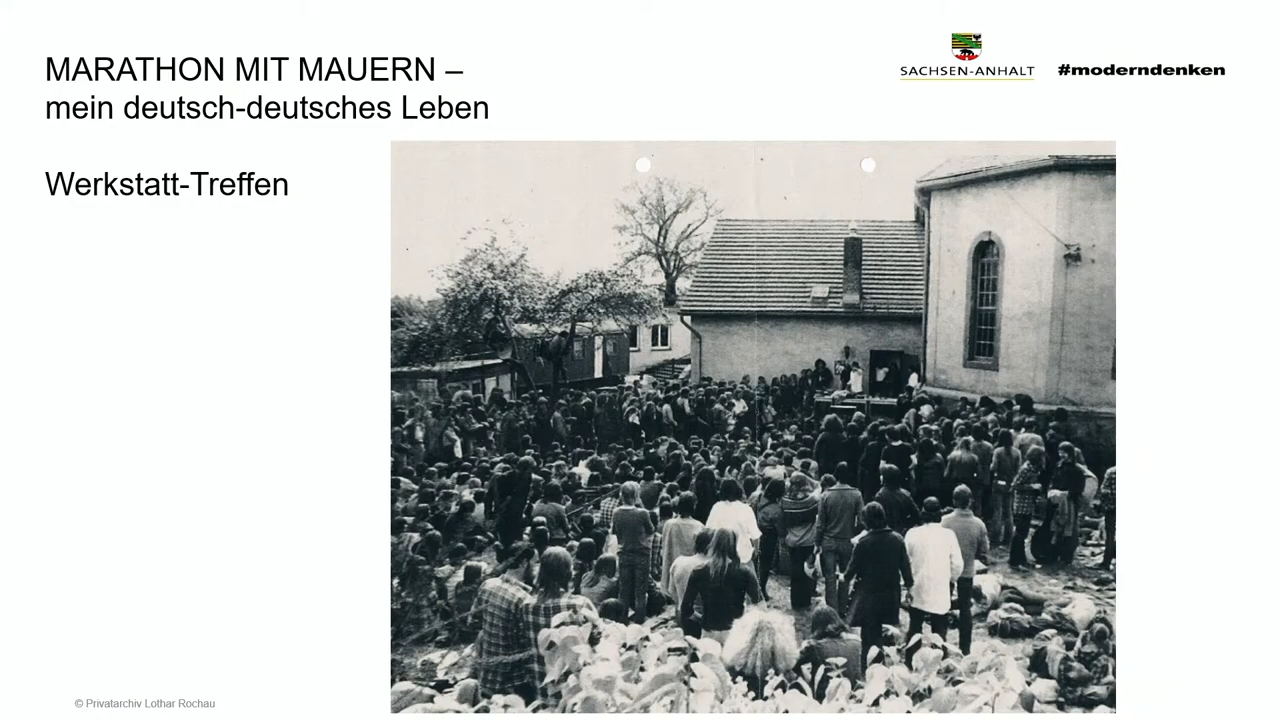 MARATHON MIT MAUERN –
mein deutsch-deutsches Leben
Werkstatt-Treffen
SACHSEN-ANHALT
#moderndenken
© Privatarchiv Lothar Rochau